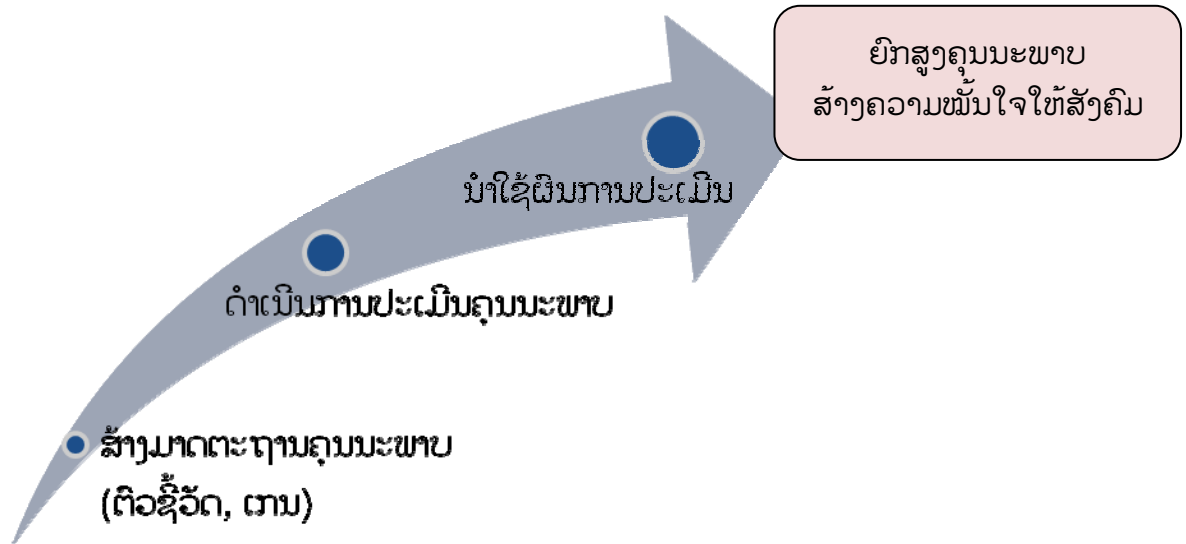 ຍົກສູງຄຸນນະພາບ
ສ້າງຄວາມໝັ້ນໃຈໃຫ້ສັງຄົມ
ນໍາໃຊ້ຜົນການປະເມີນ
ດໍາເນີນການປະເມີນຄຸນນະພາບ
ສ້າງມາດຕະຖານຄຸນນະພາບ
(ຕົວຊີ້ວັດ, ເກນ)